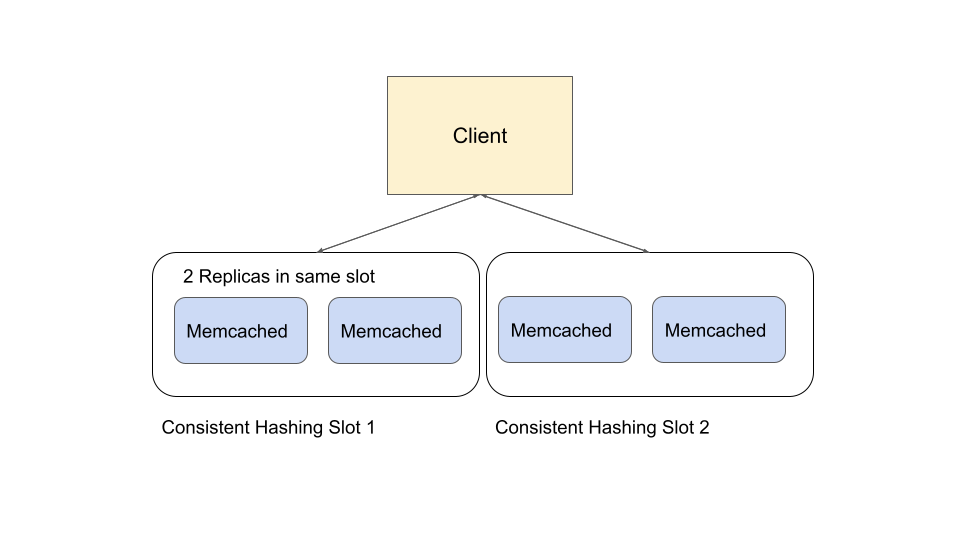 Client
2 Replicas in same slot
Memcached
Memcached
Memcached
Memcached
Consistent Hashing Slot 1
Consistent Hashing Slot 2